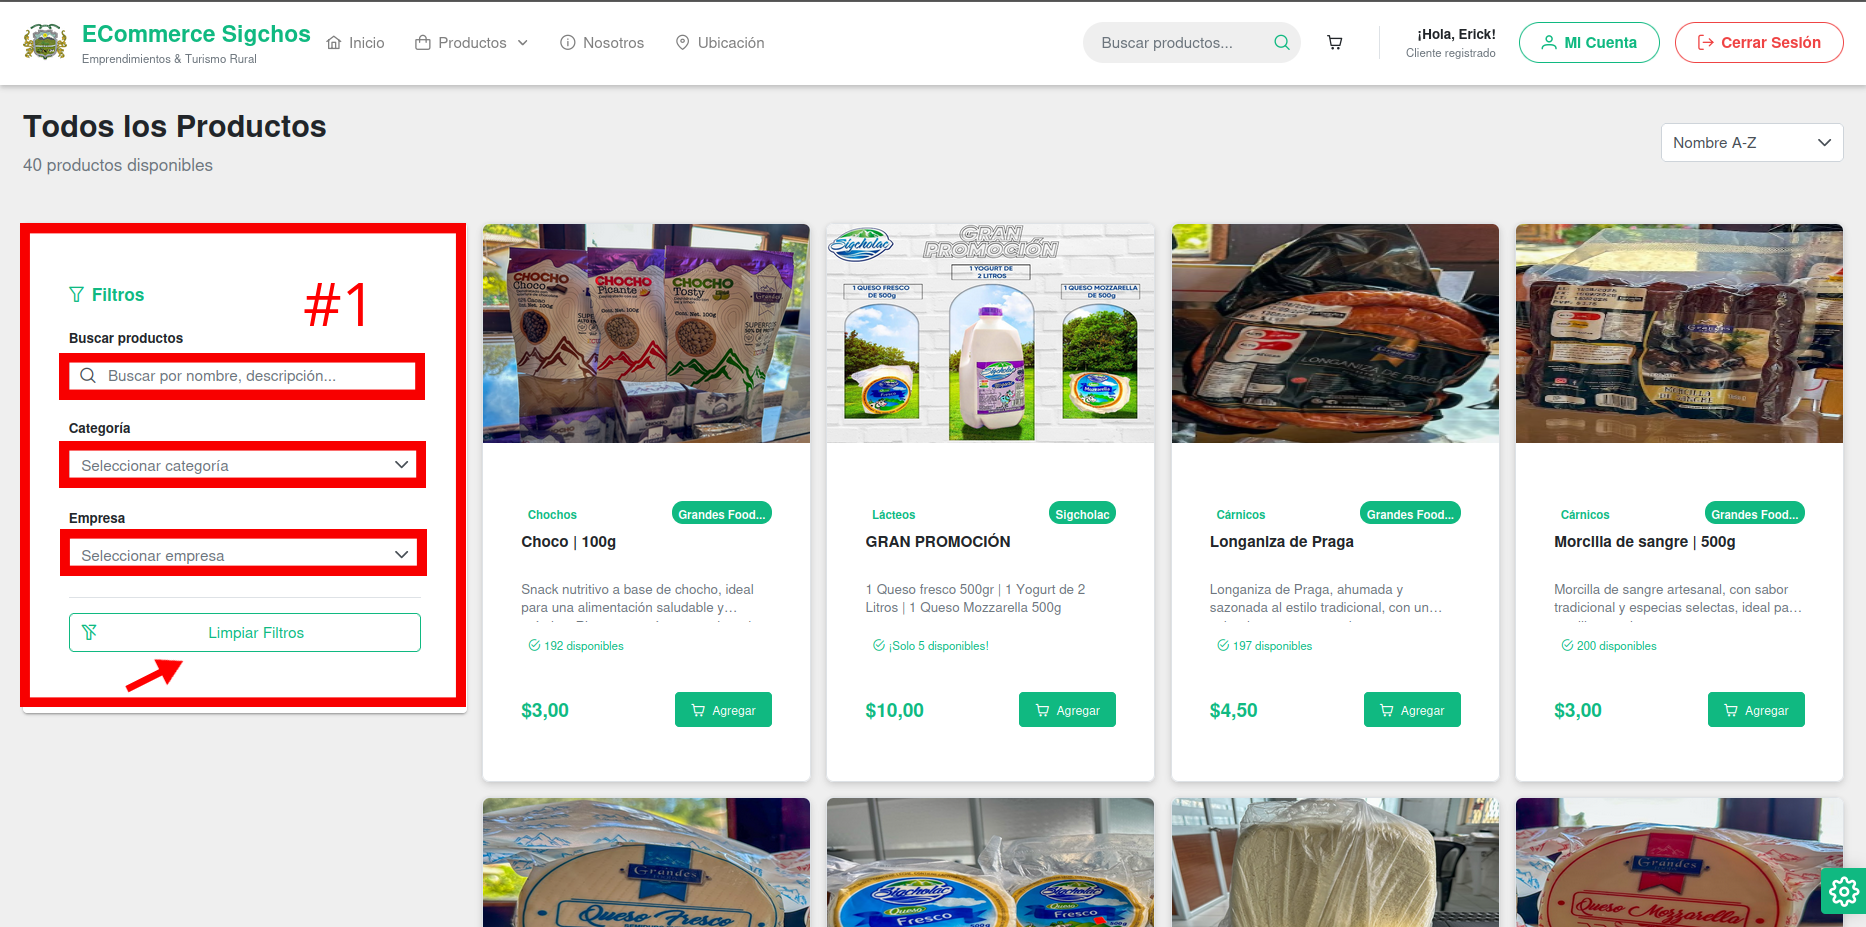 ECommerce Sigchos
Emprendimientos & Turismo Rural
Inicio
Productos
Nosotros
Ubicación
Buscar productos...
¡Hola, Erick!
Cliente registrado
Mi Cuenta
Cerrar Sesión
Todos los Productos
40 productos disponibles
Nombre A-Z
Filtros
#1
Buscar productos
Buscar por nombre, descripción...
Categoría
Seleccionar categoría
Empresa
Seleccionar empresa
Limpiar Filtros
CHOCHO
Choco
CHOCHO
Picante
CHOCHO
Tosty
Grandes
Chochos
Grandes Food...
Choco | 100g
Snack nutritivo a base de chocho, ideal
para una alimentación saludable y…
192 disponibles
$3,00
Agregar
Sigcholac
GRAN
PROMOCIÓN
1 YOGURT DE
2 LITROS
1 QUESO FRESCO
DE 500g
1 QUESO MOZZARELLA
DE 500g
Lácteos
Sigcholac
GRAN PROMOCIÓN
1 Queso fresco 500gr | 1 Yogurt de 2
Litros | 1 Queso Mozzarella 500g
¡Solo 5 disponibles!
$10,00
Agregar
Cárnicos
Grandes Food...
Longaniza de Praga
Longaniza de Praga, ahumada y
sazonada al estilo tradicional, con un…
197 disponibles
$4,50
Agregar
Grandes
MORCILLA
DE SANGRE
Cárnicos
Grandes Food...
Morcilla de sangre | 500g
Morcilla de sangre artesanal, con sabor
tradicional y especias selectas, ideal pa…
200 disponibles
$3,00
Agregar
Grandes
Queso Fresco
Sigcholac
Queso
Fresco
Sigcholac
Queso
Fresco
500g
Grandes
Queso Mozzarella